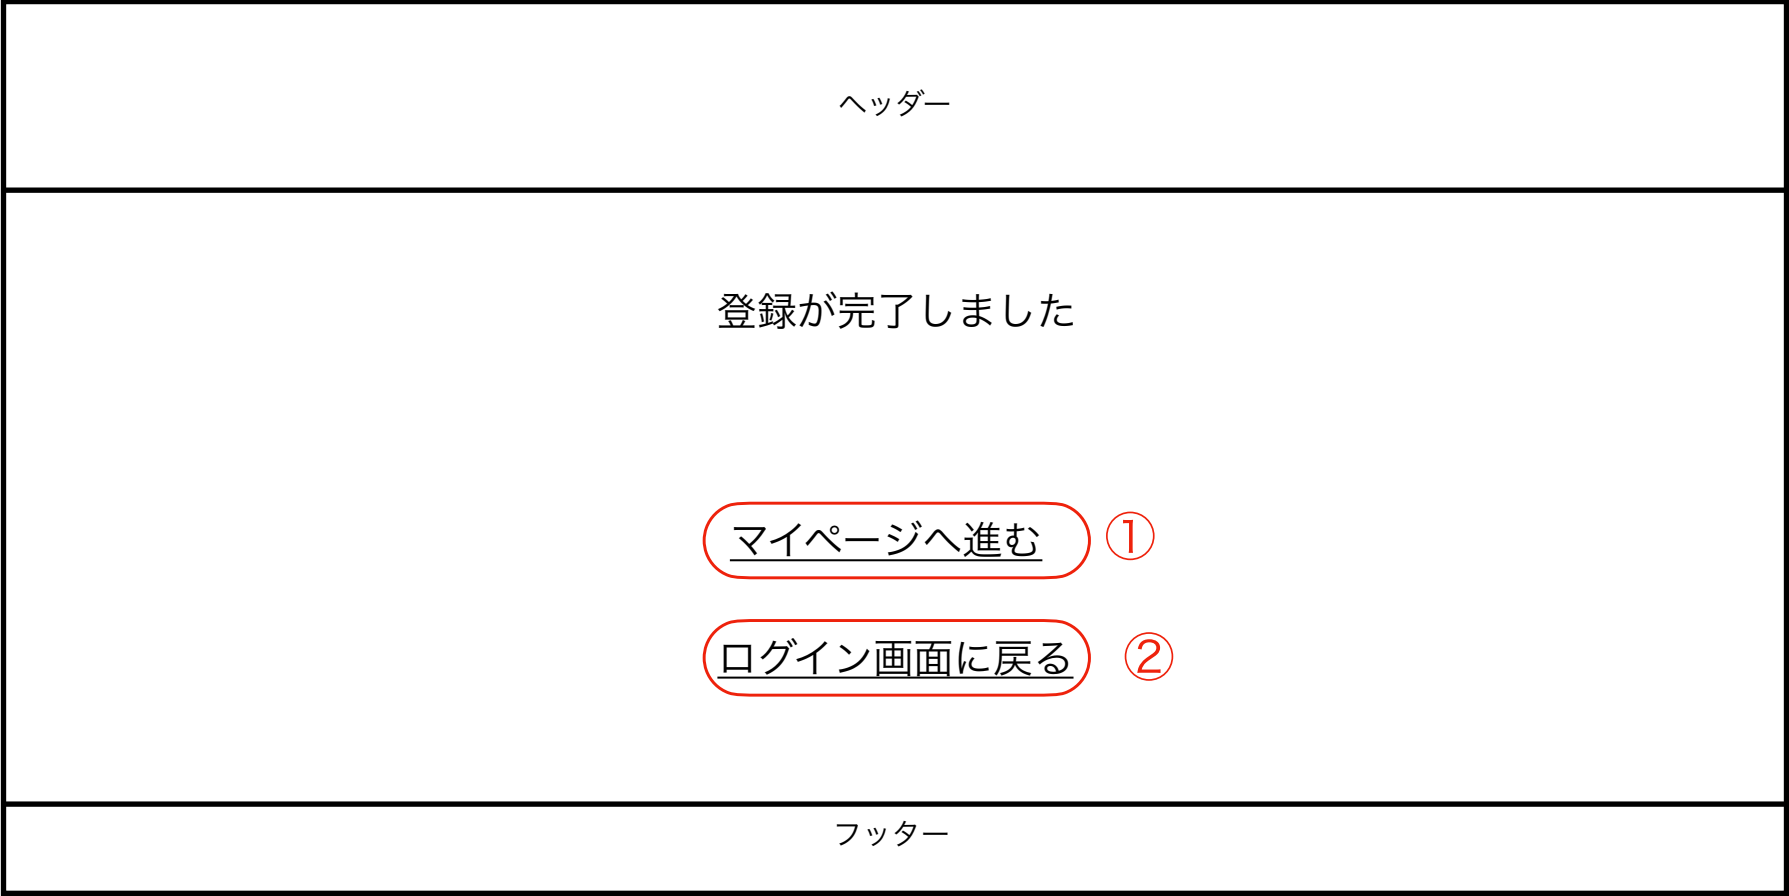 ヘッダー
登録が完了しました
マイページへ進む ①
ログイン画面に戻る ②
フッター